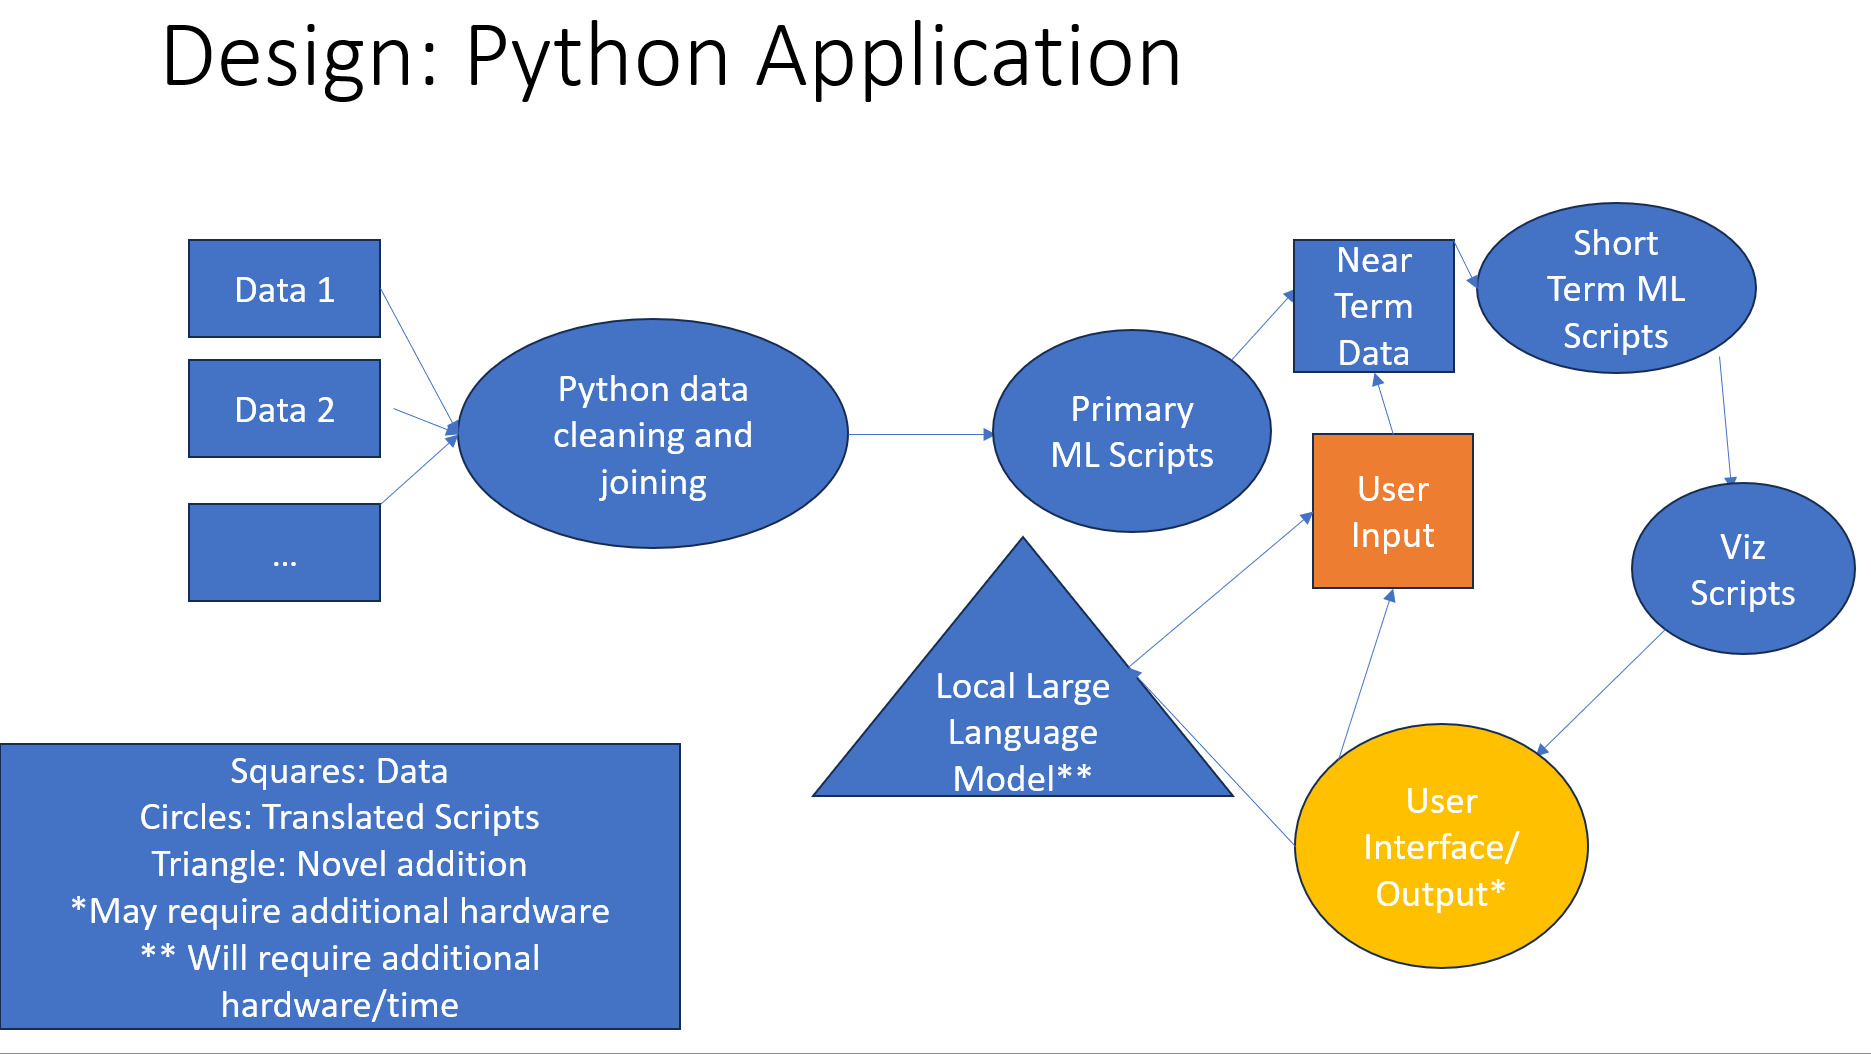 Design: Python Application
Data 1
Data 2
...
Python data
cleaning and
joining
Primary
ML Scripts
Near
Term
Data
Short
Term ML
Scripts
User
Input
Viz
Scripts
Local Large
Language
Model**
User
Interface/
Output*
Squares: Data
Circles: Translated Scripts
Triangle: Novel addition
*May require additional hardware
** Will require additional
hardware/time